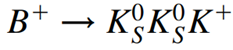 B⁺ → K⁰_S K⁰_S K⁺